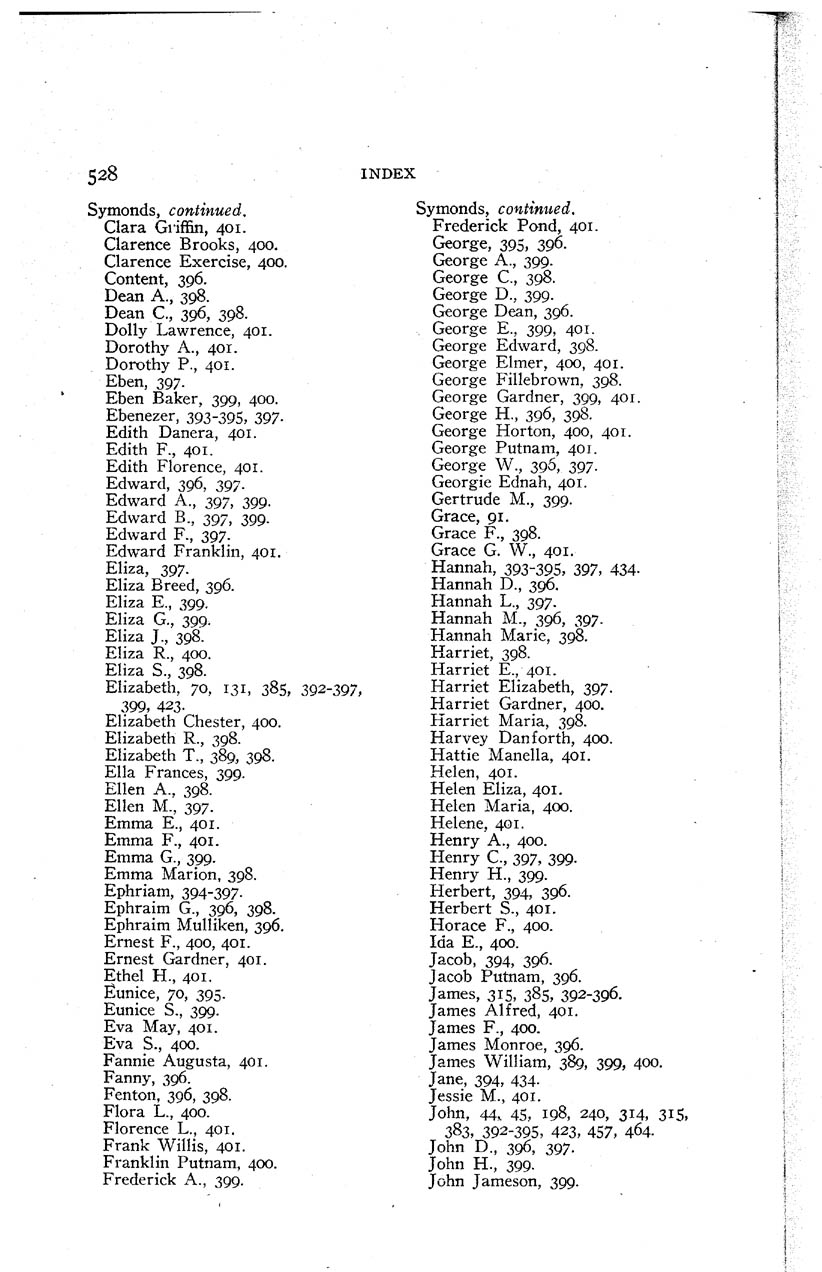 528
INDEX
Symonds, continued.
Clara Griffin, 401.
Clarence Brooks, 400.
Clarence Exercise, 400.
Content, 396.
Dean A., 398.
Dean C., 396, 398.
Dolly Lawrence, 401.
Dorothy A., 401.
Dorothy P., 401.
Eben, 397.
Eben Baker, 399, 400.
Ebenezer, 393-395, 397.
Edith Danera, 401.
Edith F., 401.
Edith Florence, 401.
Edward, 396, 397.
Edward A., 397, 399.
Edward B., 397, 399.
Edward F., 397.
Edward Franklin, 401.
Eliza, 397.
Eliza Breed, 396.
Eliza E., 399.
Eliza G., 399.
Eliza J., 398.
Eliza R., 400.
Eliza S., 398.
Elizabeth, 70, 131, 385, 392-397,
399, 423.
Elizabeth Chester, 400.
Elizabeth R., 398.
Elizabeth T., 389, 398.
Ella Frances, 399.
Ellen A., 398.
Ellen M., 397.
Emma E., 401.
Emma F., 401.
Emma G., 399.
Emma Marion, 398.
Ephriam, 394-397.
Ephraim G., 396, 398.
Ephraim Mulliken, 396.
Ernest F., 400, 401.
Ernest Gardner, 401.
Ethel H., 401.
Eunice, 70, 395.
Eunice S., 399.
Eva May, 401.
Eva S., 400.
Fannie Augusta, 401.
Fanny, 396.
Fenton, 396, 398.
Flora L., 400.
Florence L., 401.
Frank Willis, 401.
Franklin Putnam, 400.
Frederick A., 399.
Symonds, continued.
Frederick Pond, 401.
George, 395, 396.
George A., 399.
George C., 398.
George D., 399.
George Dean, 396.
George E., 399, 401.
George Edward, 398.
George Elmer, 400, 401.
George Fillebrown, 398.
George Gardner, 399, 401.
George H., 396, 398.
George Horton, 400, 401.
George Putnam, 401.
George W., 396, 397.
Georgie Ednah, 401.
Gertrude M., 399.
Grace, 91.
Grace F., 398.
Grace G. W., 401.
Hannah, 393-395, 397, 434.
Hannah D., 396.
Hannah L., 397.
Hannah M., 396, 397.
Hannah Marie, 398.
Harriet, 398.
Harriet E., 401.
Harriet Elizabeth, 397.
Harriet Gardner, 400.
Harriet Maria, 398.
Harvey Danforth, 400.
Hattie Manella, 401.
Helen, 401.
Helen Eliza, 401.
Helen Maria, 400.
Helene, 401.
Henry A., 400.
Henry C., 397, 399.
Henry H., 399.
Herbert, 394, 396.
Herbert S., 401.
Horace F., 400.
Ida E., 400.
Jacob, 394, 396.
Jacob Putnam, 396.
James, 315, 385, 392-396.
James Alfred, 401.
James F., 400.
James Monroe, 396.
James William, 389, 399, 400.
Jane, 394, 434.
Jessie M., 401.
John, 44, 45, 198, 240, 314, 315,
383, 392-395, 423, 457, 464.
John D., 396, 397.
John H., 399.
John Jameson, 399.